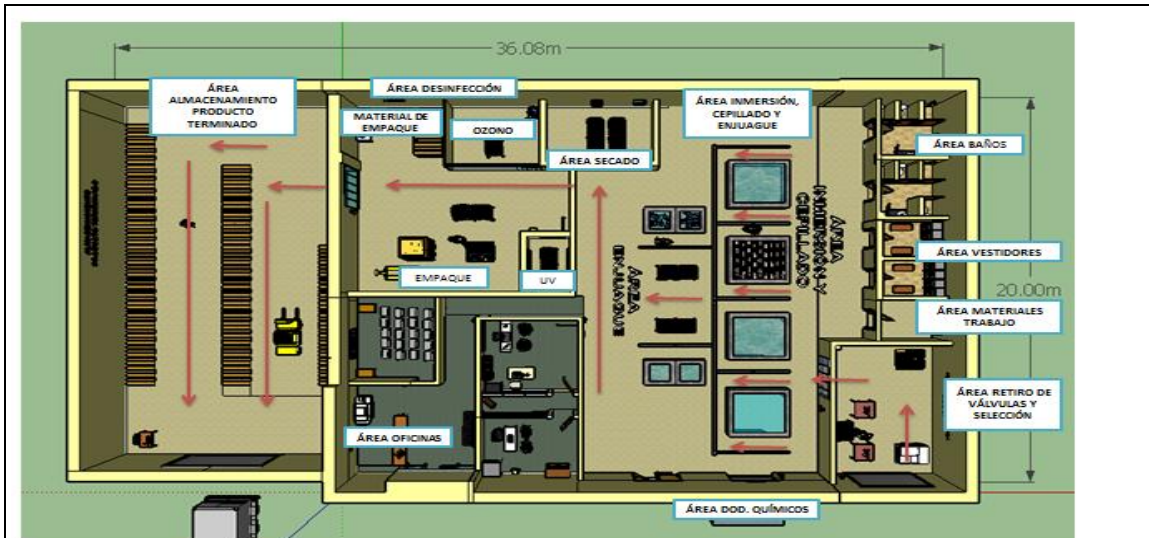 36.08m
ÁREA
ALMACENAMIENTO
PRODUCTO
TERMINADO
ÁREA DESINFECCIÓN
MATERIAL DE
EMPAQUE
OZONO
ÁREA SECADO
ÁREA INMERSIÓN,
CEPILLADO Y
ENJUAGUE
ÁREA BAÑOS
ÁREA
INMERSIÓN Y
CEPILLADO
ÁREA
ENJUAGUE
ÁREA VESTIDORES
20.00m
EMPAQUE
UV
ÁREA MATERIALES
TRABAJO
ÁREA RETIRO DE
VÁLVULAS Y
SELECCIÓN
ÁREA OFICINAS
ÁREA DOD. QUÍMICOS